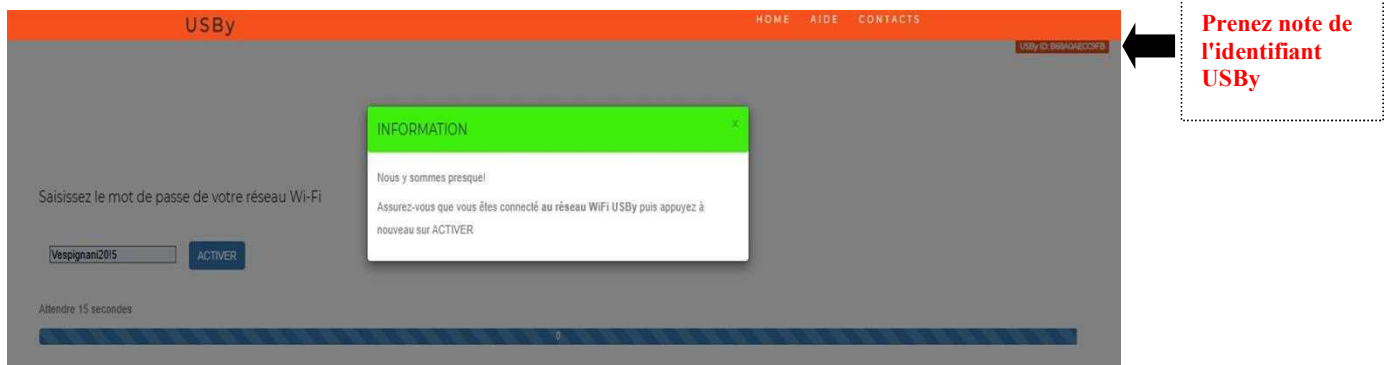 USBy
HOME AIDE CONTACTS
USBy ID:
Prenez note de
l'identifiant
USBy
INFORMATION
x
Nous y sommes presque!
Assurez-vous que vous êtes connecté au réseau WiFi USBy puis appuyez à
nouveau sur ACTIVER
Saisissez le mot de passe de votre réseau Wi-Fi
Vespignani20!5
ACTIVER
Attendre 15 secondes
0